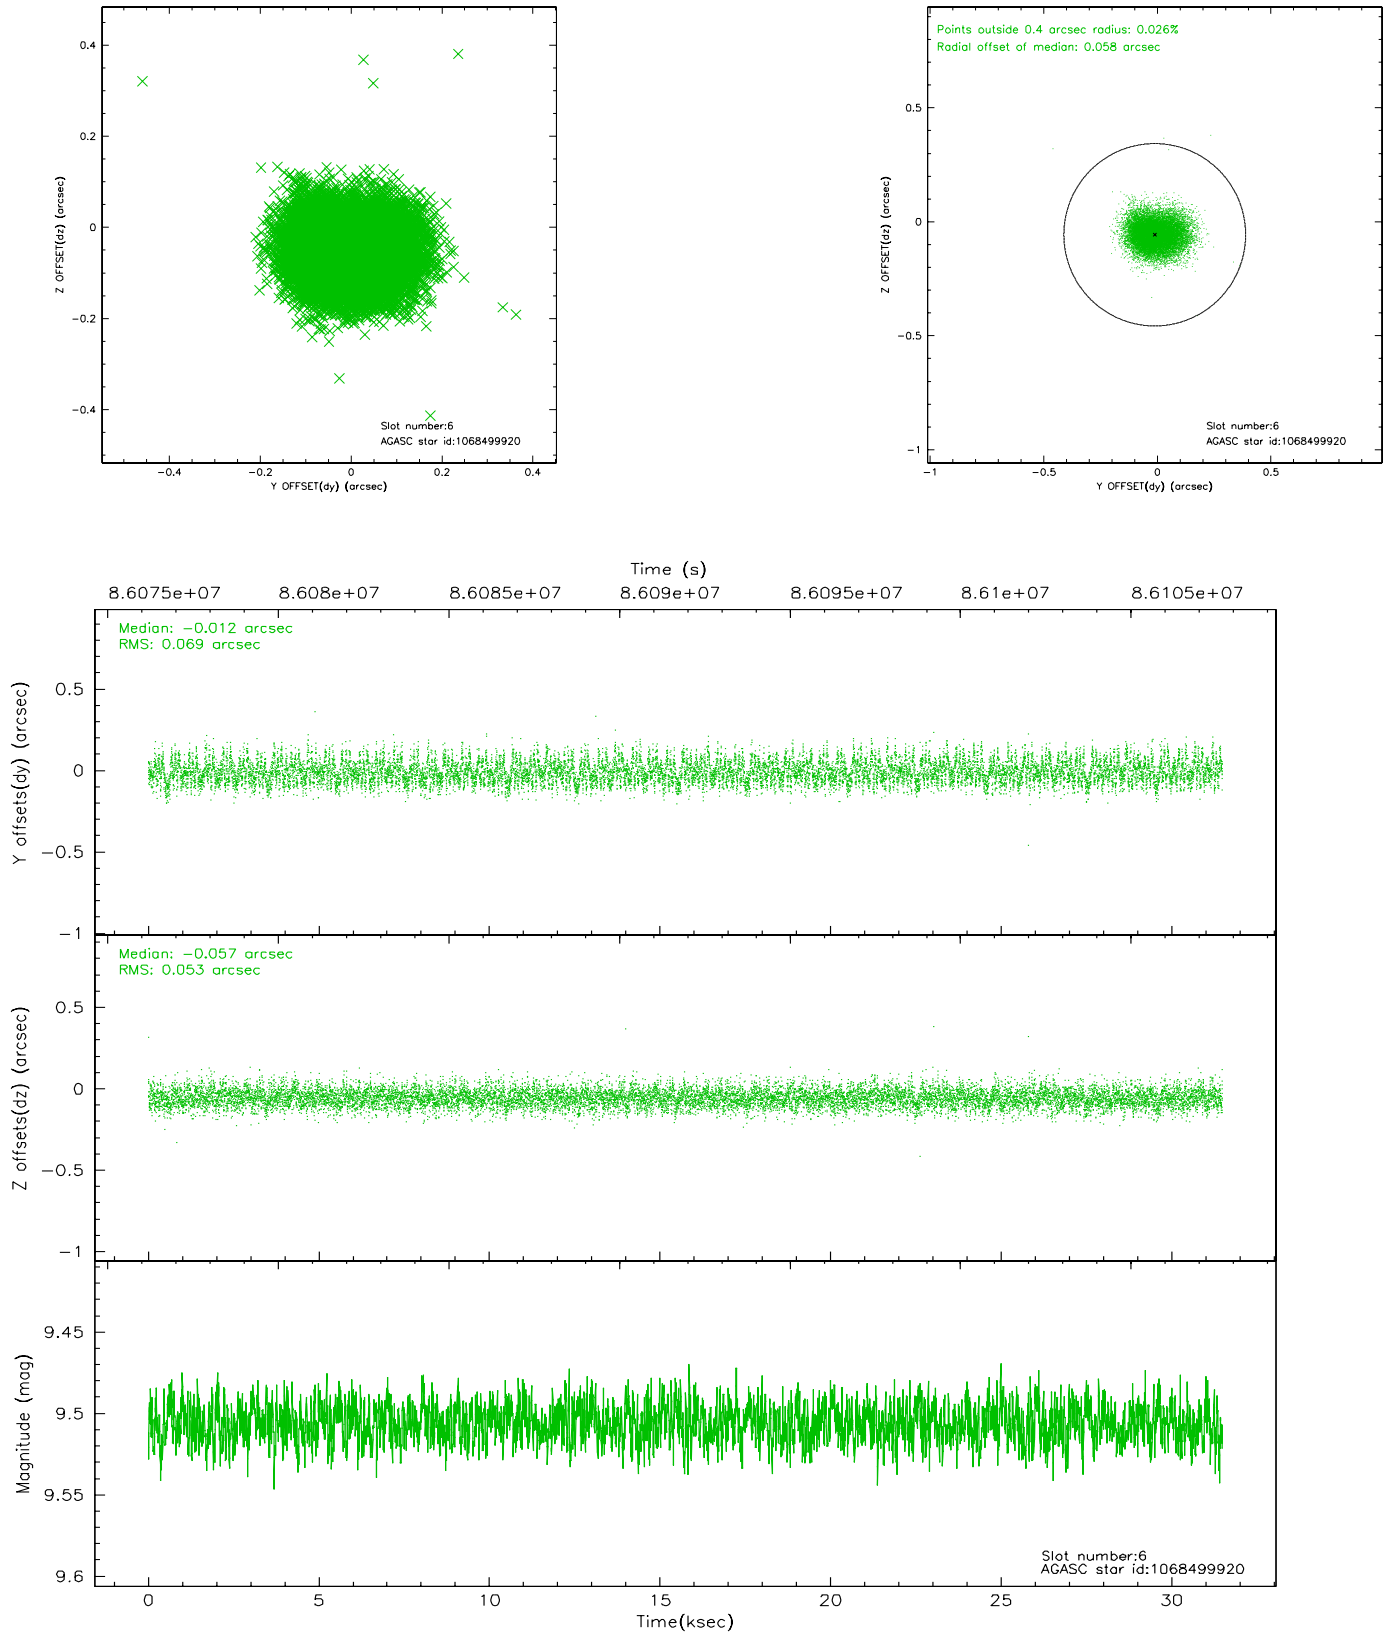 0.4
0.2
0
−0.2
−0.4
Z OFFSET(dz) (arcsec)
Slot number:6
AGASC star id:1068499920
−0.4
−0.2
0
0.2
0.4
Y OFFSET(dy) (arcsec)
Points outside 0.4 arcsec radius: 0.026%
Radial offset of median: 0.058 arcsec
0.5
0
−0.5
−1
Z OFFSET(dz) (arcsec)
Slot number:6
AGASC star id:1068499920
−1
−0.5
0
0.5
Y OFFSET(dy) (arcsec)
Time (s)
8.6075e+07
8.608e+07
8.6085e+07
8.609e+07
8.6095e+07
8.61e+07
8.6105e+07
Median: −0.012 arcsec
RMS: 0.069 arcsec
0.5
0
−0.5
−1
Y offsets(dy) (arcsec)
Median: −0.057 arcsec
RMS: 0.053 arcsec
0.5
0
−0.5
−1
Z offsets(dz) (arcsec)
9.45
9.5
9.55
9.6
Magnitude (mag)
Slot number:6
AGASC star id:1068499920
0
5
10
15
20
25
30
Time(ksec)